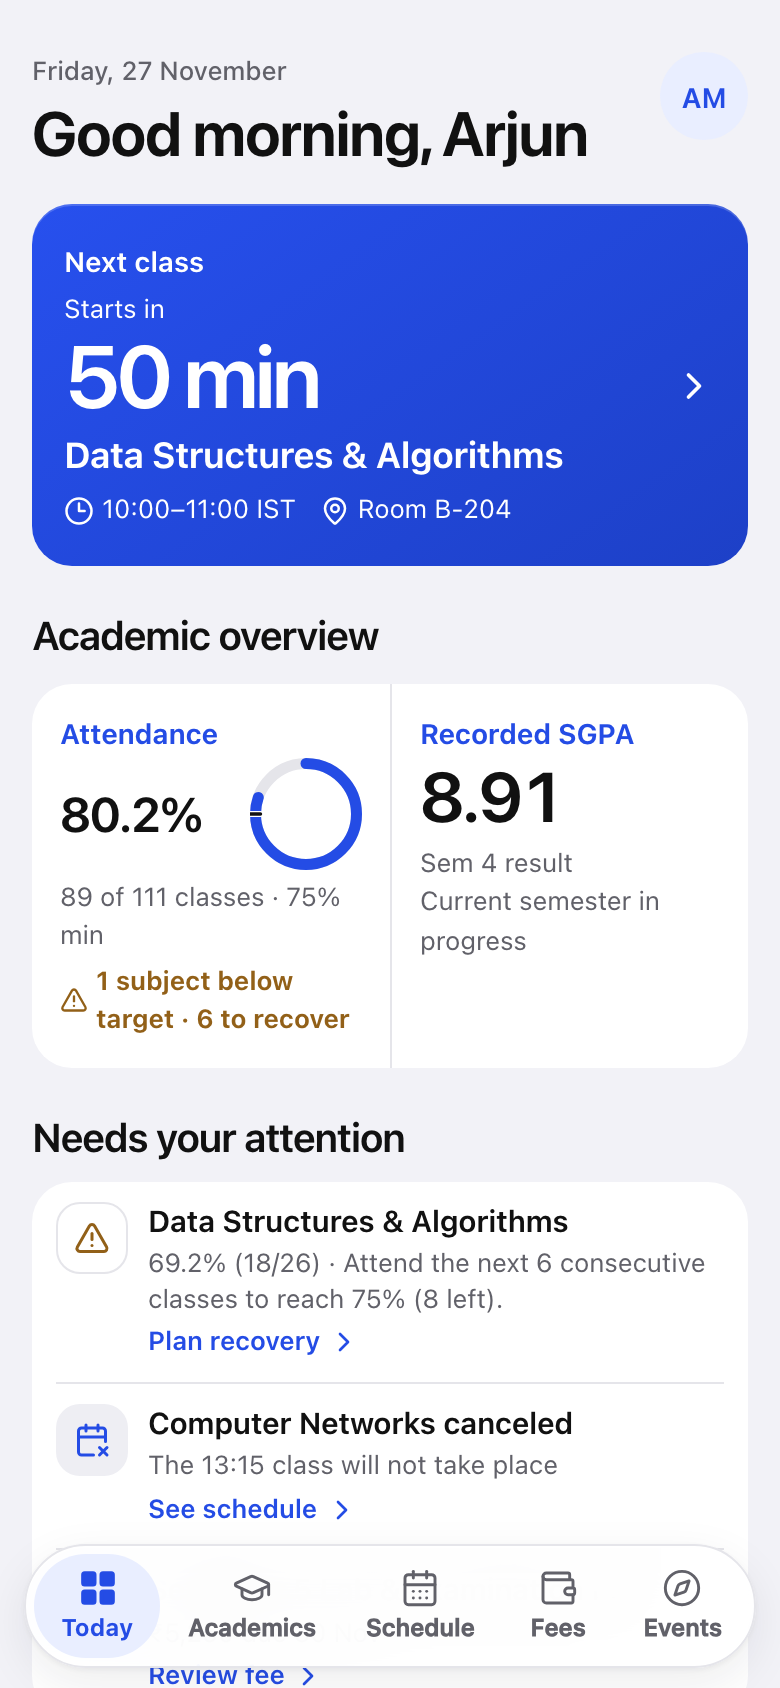 Friday, 27 November
Good morning, Arjun
AM
Next class
Starts in
50 min
Data Structures & Algorithms
10:00–11:00 IST
Room B-204
Academic overview
Attendance
80.2%
89 of 111 classes · 75%
min
1 subject below
target · 6 to recover
Recorded SGPA
8.91
Sem 4 result
Current semester in
progress
Needs your attention
Data Structures & Algorithms
69.2% (18/26) · Attend the next 6 consecutive
classes to reach 75% (8 left).
Plan recovery
Computer Networks canceled
The 13:15 class will not take place
See schedule
Today
Academics
Schedule
Fees
Events
Review fee